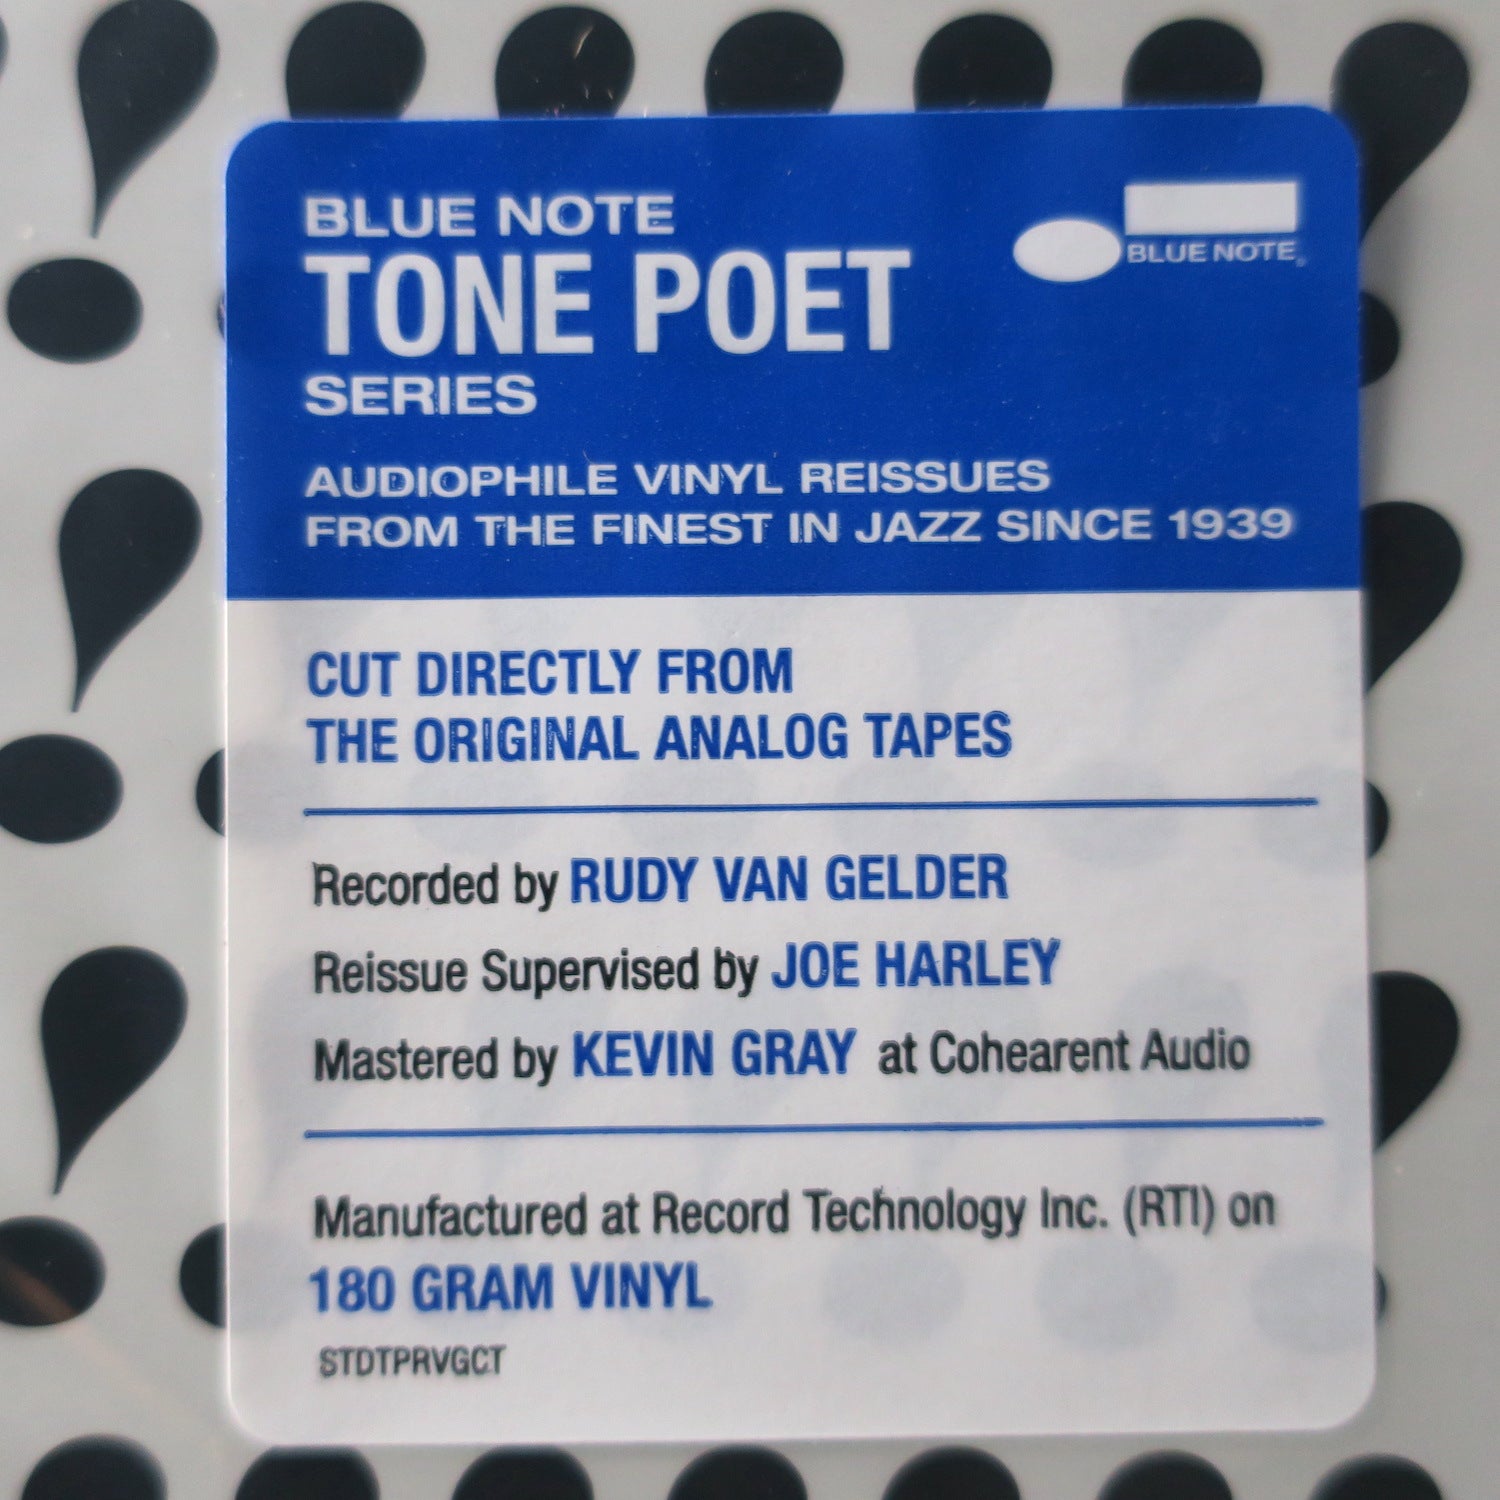 BLUE NOTE
TONE POET
SERIES
BLUE NOTE®
AUDIOPHILE VINYL REISSUES
FROM THE FINEST IN JAZZ SINCE 1939
CUT DIRECTLY FROM
THE ORIGINAL ANALOG TAPES
Recorded by RUDY VAN GELDER
Reissue Supervised by JOE HARLEY
Mastered by KEVIN GRAY at Cohearent Audio
Manufactured at Record Technology Inc. (RTI) on
180 GRAM VINYL
STDTPRVGCT